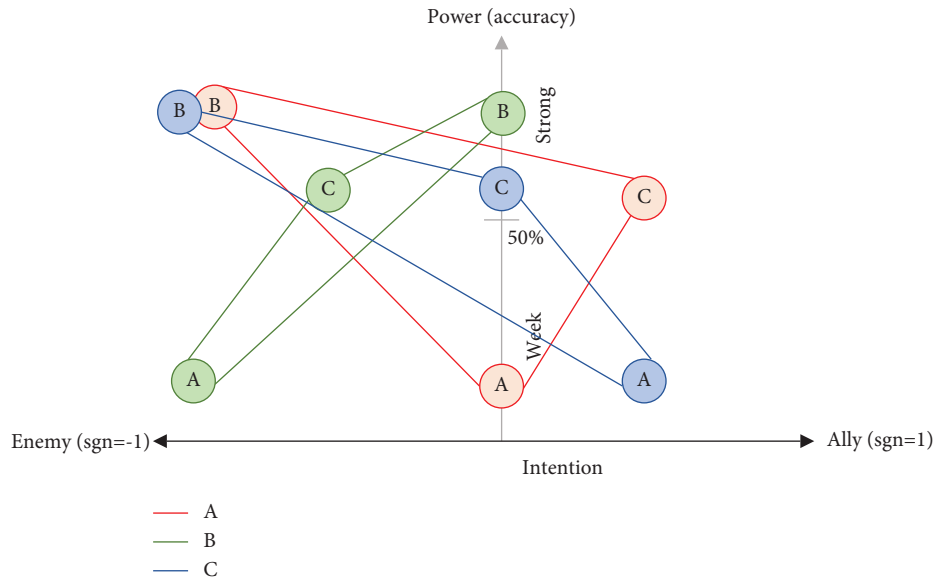 Power (accuracy)
Strong
B
B
B
C
C
C
50%
Week
A
A
A
Enemy (sgn=-1)
Ally (sgn=1)
Intention
A
B
C